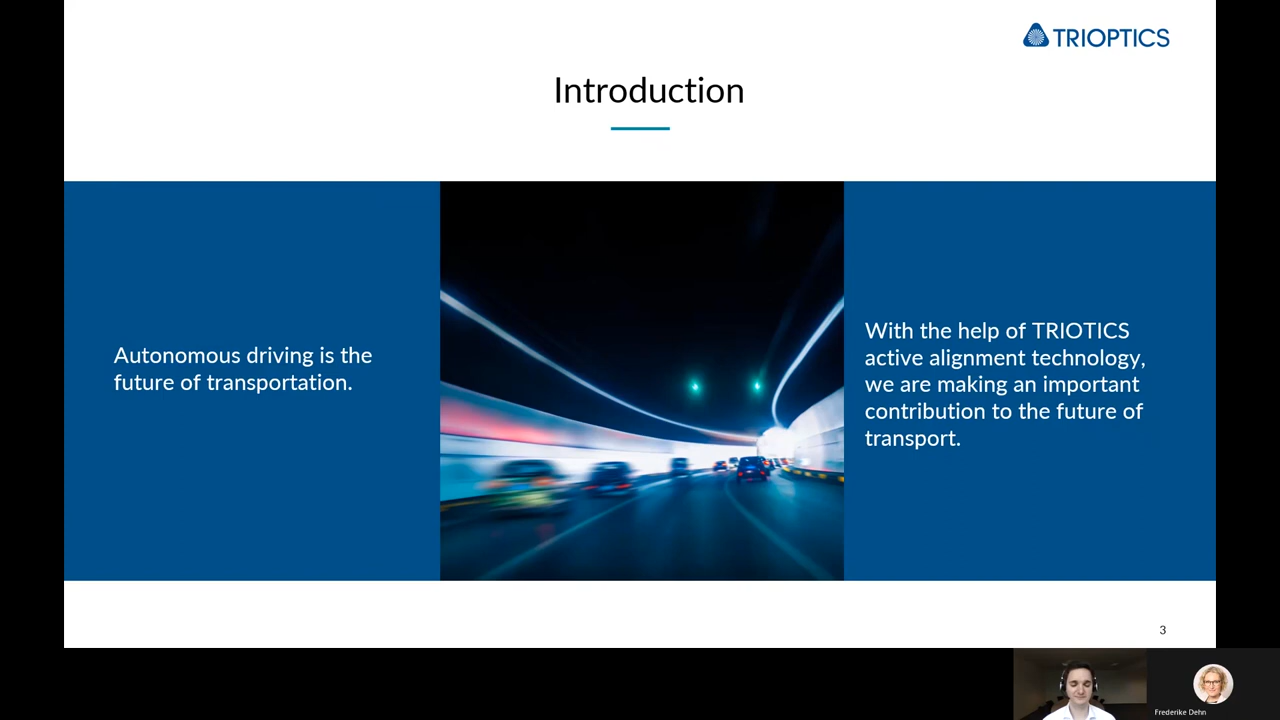 TRIOPTICS
Introduction
Autonomous driving is the
future of transportation.
With the help of TRIOTICS
active alignment technology,
we are making an important
contribution to the future of
transport.
3
Frederike Dehn